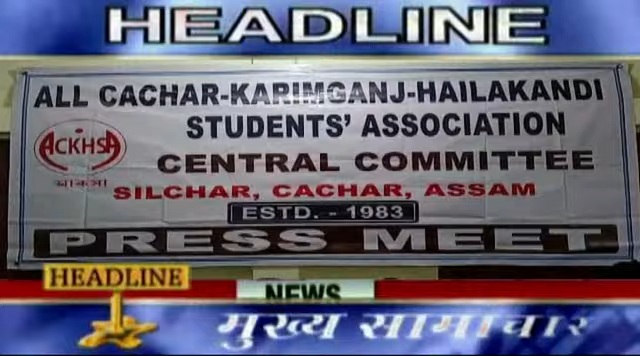 HEADLINE
ALL CACHAR-KARIMGANJ-HAILAKANDI
STUDENTS' ASSOCIATION
ACKHSA
CENTRAL COMMITTEE
SILCHAR, CACHAR, ASSAM
ESTD. - 1983
PRESS MEET
HEADLINE
NEWS
मुख्य सामाचार